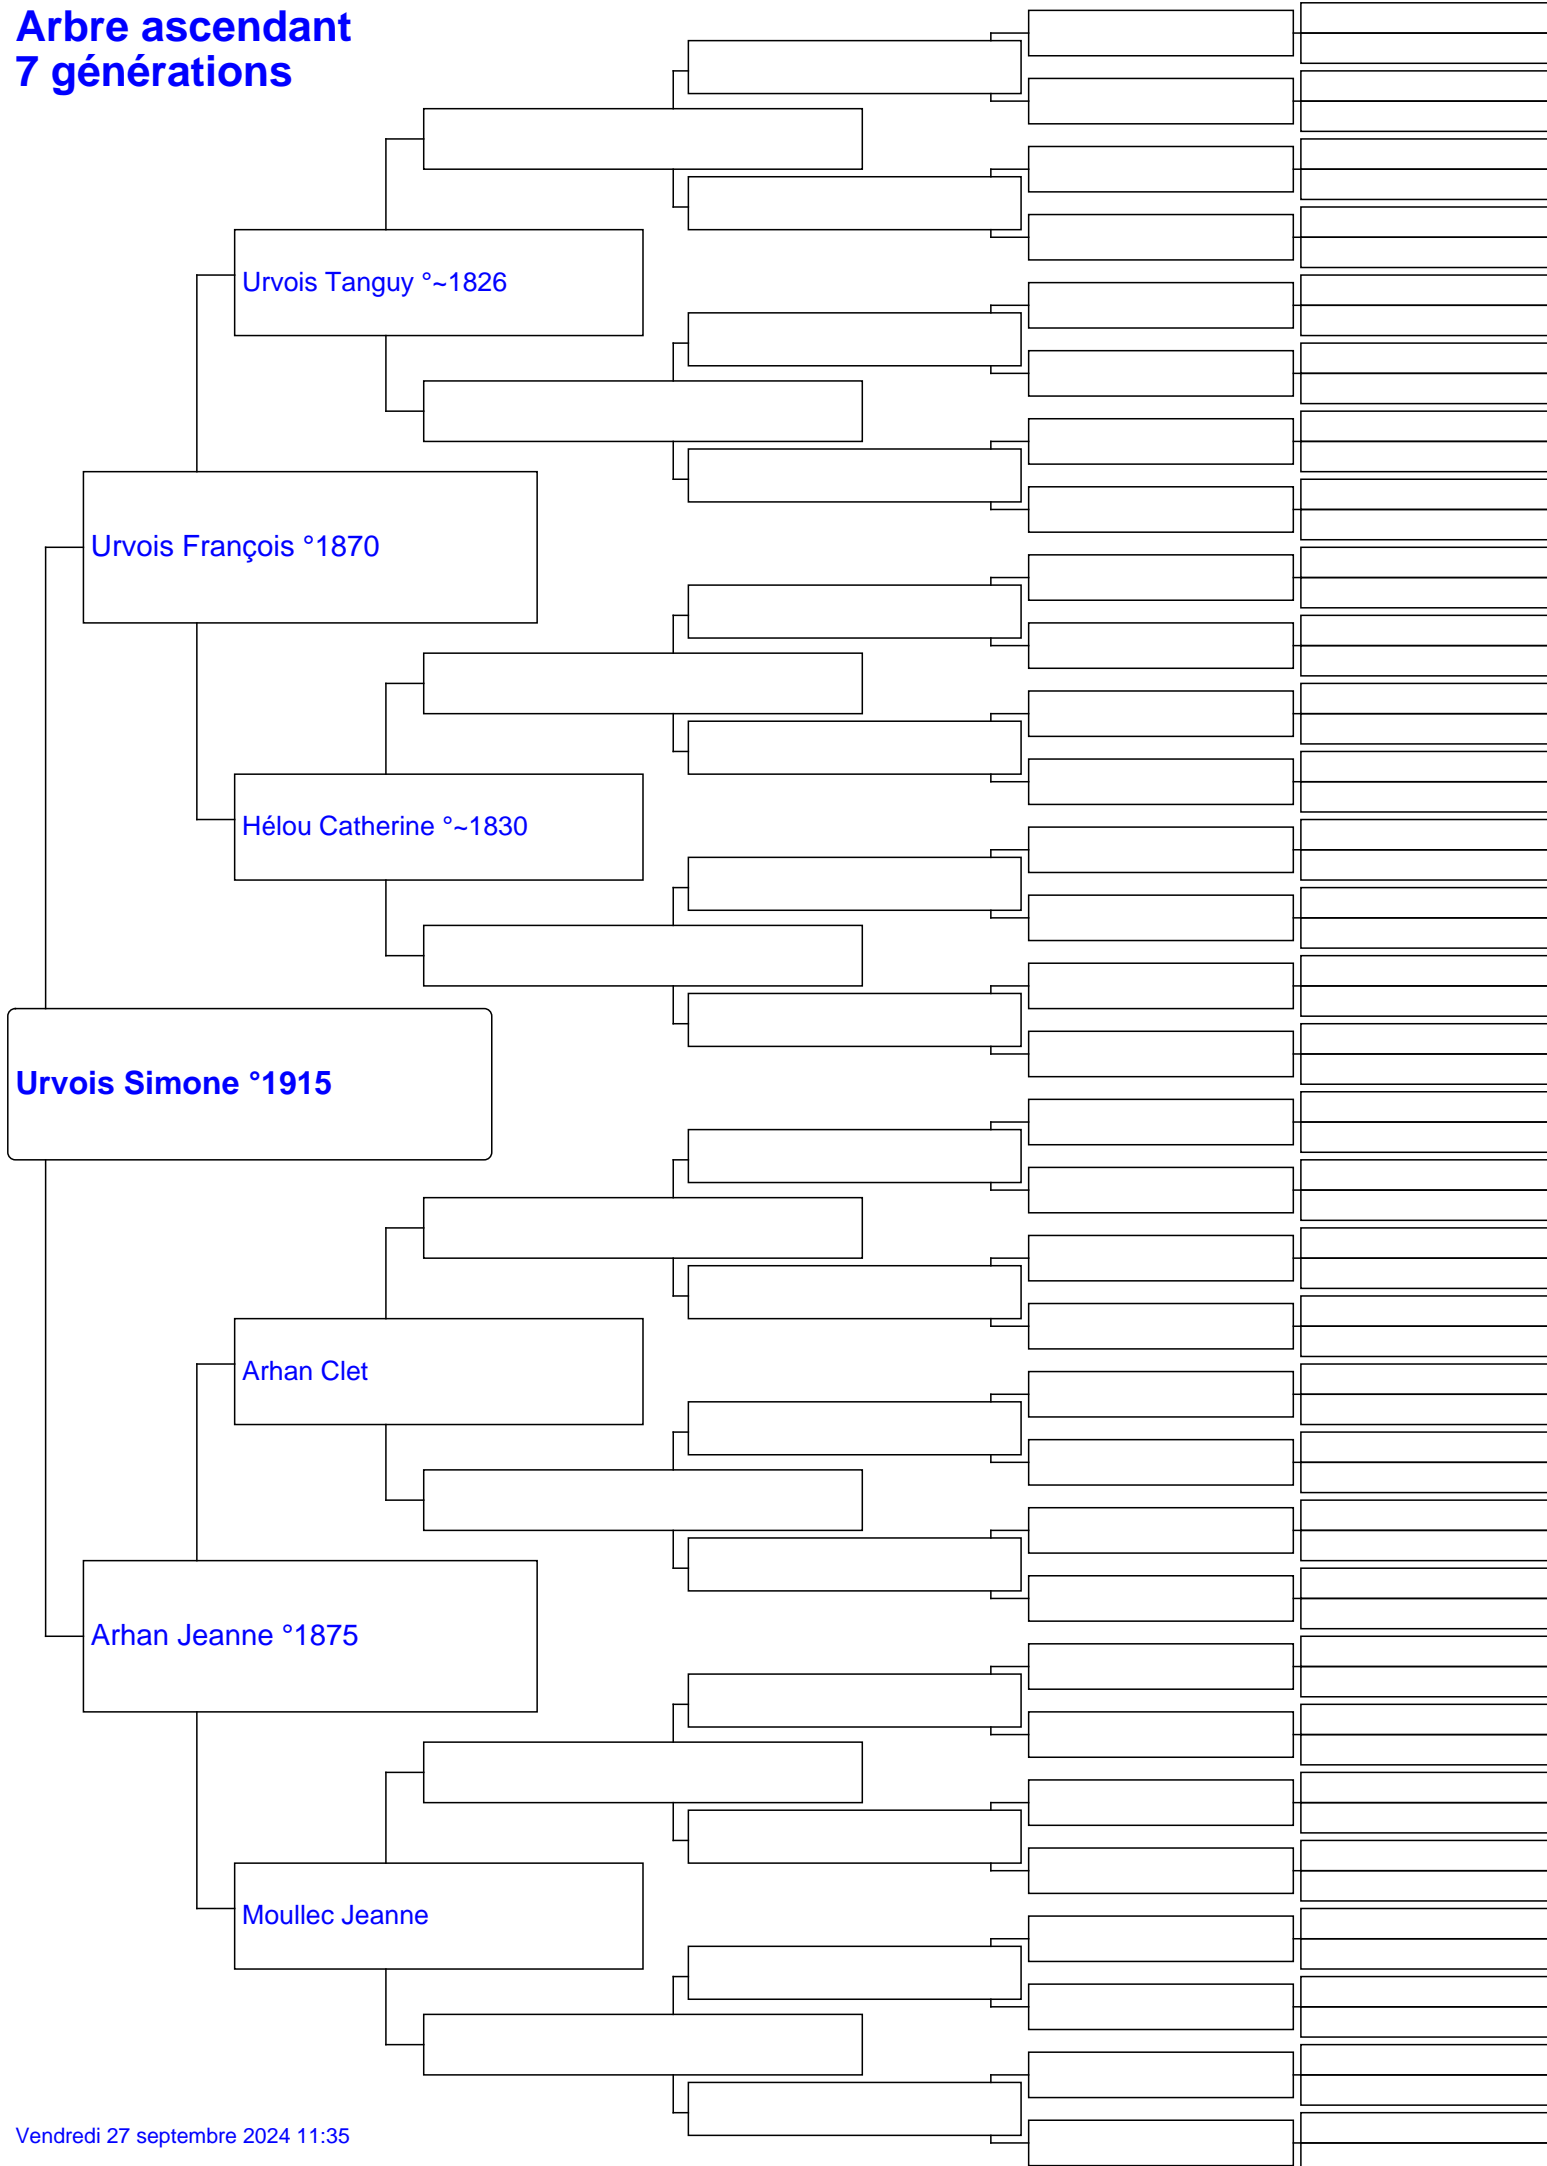 Arbre ascendant
7 générations
Urvois Tanguy °~1826
Urvois François °1870
Hélou Catherine °~1830
Urvois Simone °1915
Arhan Clet
Arhan Jeanne °1875
Moullec Jeanne
Vendredi 27 septembre 2024 11:35